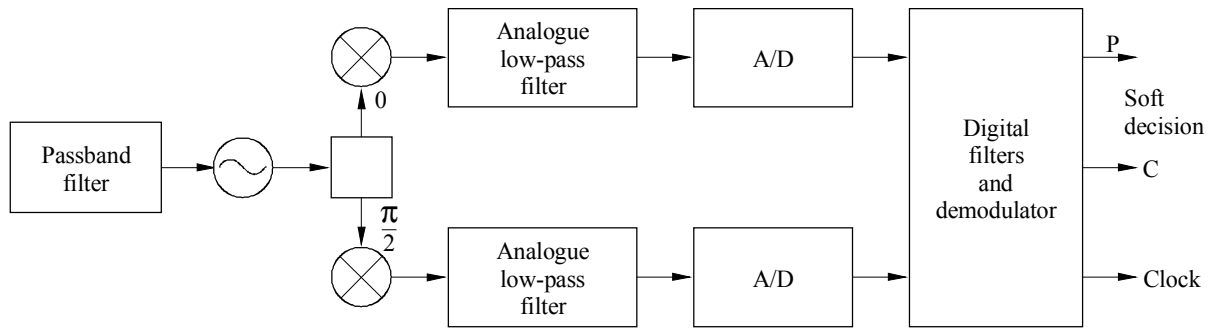 Passband
filter
0
π
2
Analogue
low-pass
filter
A/D
Analogue
low-pass
filter
A/D
Digital
filters
and
demodulator
P
Soft
decision
C
Clock